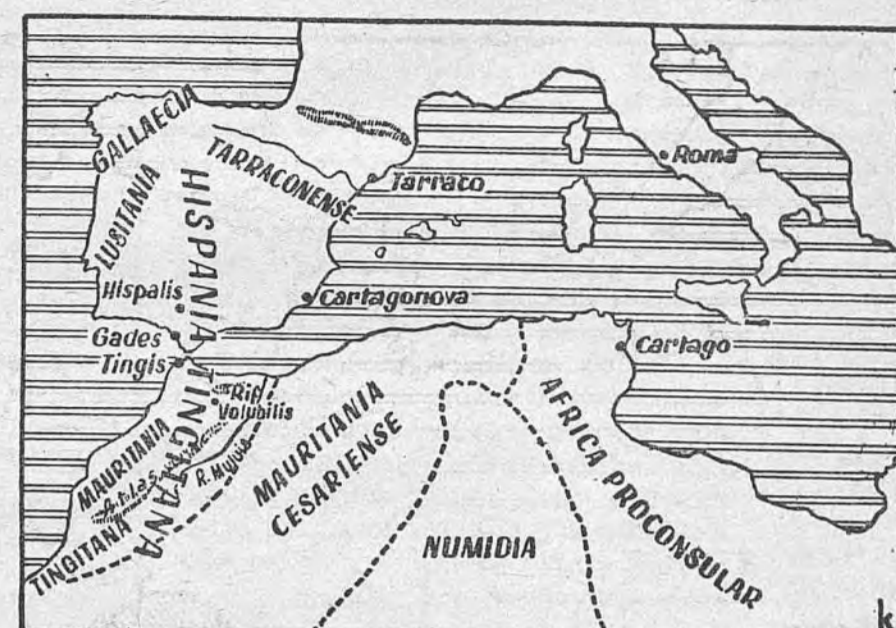 GALLAECIA
TARRACONENSE
Tarraco
Roma
LUSITANIA
HISPANIA
Hispalis
Cartagonova
Gades
Tingis
Cartago
TINGITANA
Rif
Volubilis
MAURITANIA
Atlas
TINGITANA
MAURITANIA
CESARIENSE
AFRICA PROCONSULAR
NUMIDIA
k